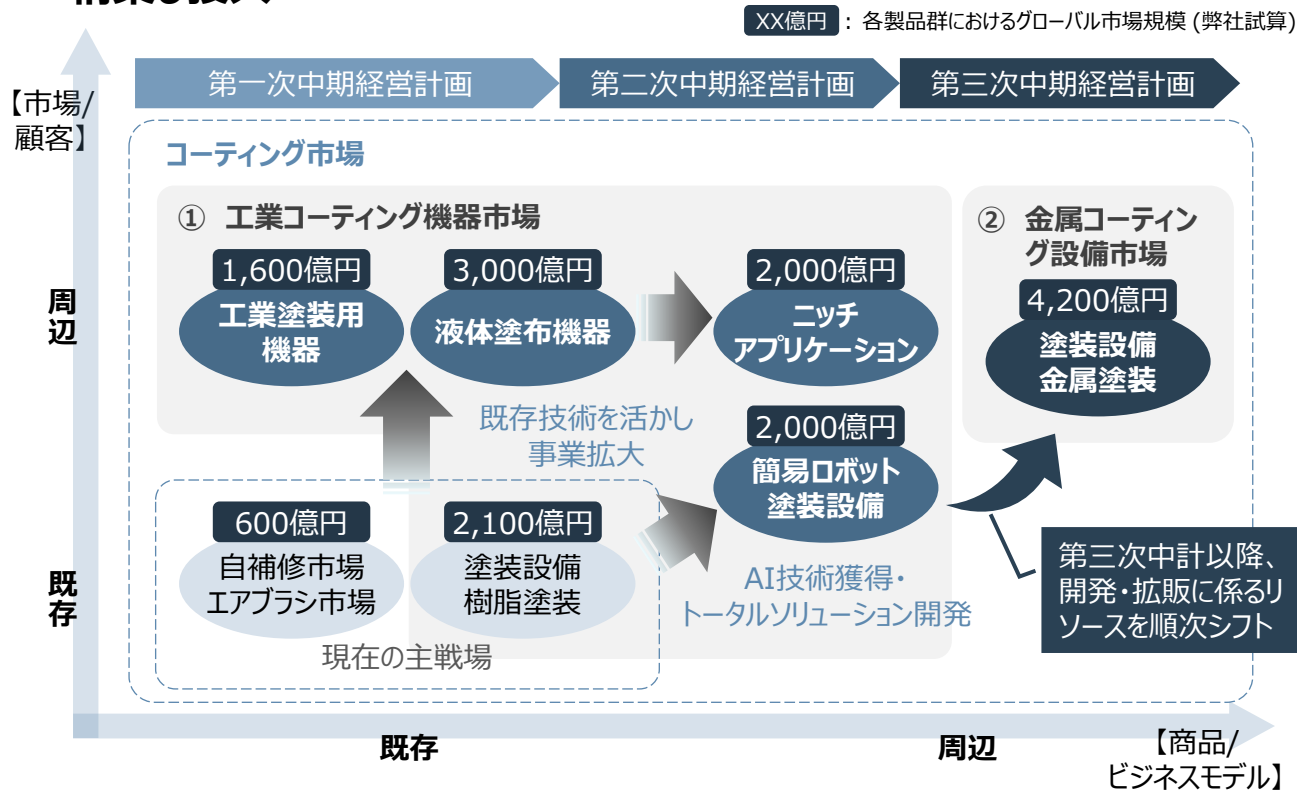 XX億円 : 各製品群におけるグローバル市場規模 (弊社試算)
【市場/
顧客】
第一次中期経営計画
第二次中期経営計画
第三次中期経営計画
コーティング市場
① 工業コーティング機器市場
② 金属コーティン
グ設備市場
周
辺
1,600億円
工業塗装用
機器
3,000億円
液体塗布機器
2,000億円
ニッチ
アプリケーション
4,200億円
塗装設備
金属塗装
既存技術を活かし
事業拡大
2,000億円
簡易ロボット
塗装設備
既
存
600億円
自補修市場
エアブラシ市場
2,100億円
塗装設備
樹脂塗装
現在の主戦場
AI技術獲得・
トータルソリューション開発
第三次中計以降、
開発・拡販に係るリ
ソースを順次シフト
既存
周辺
【商品/
ビジネスモデル】